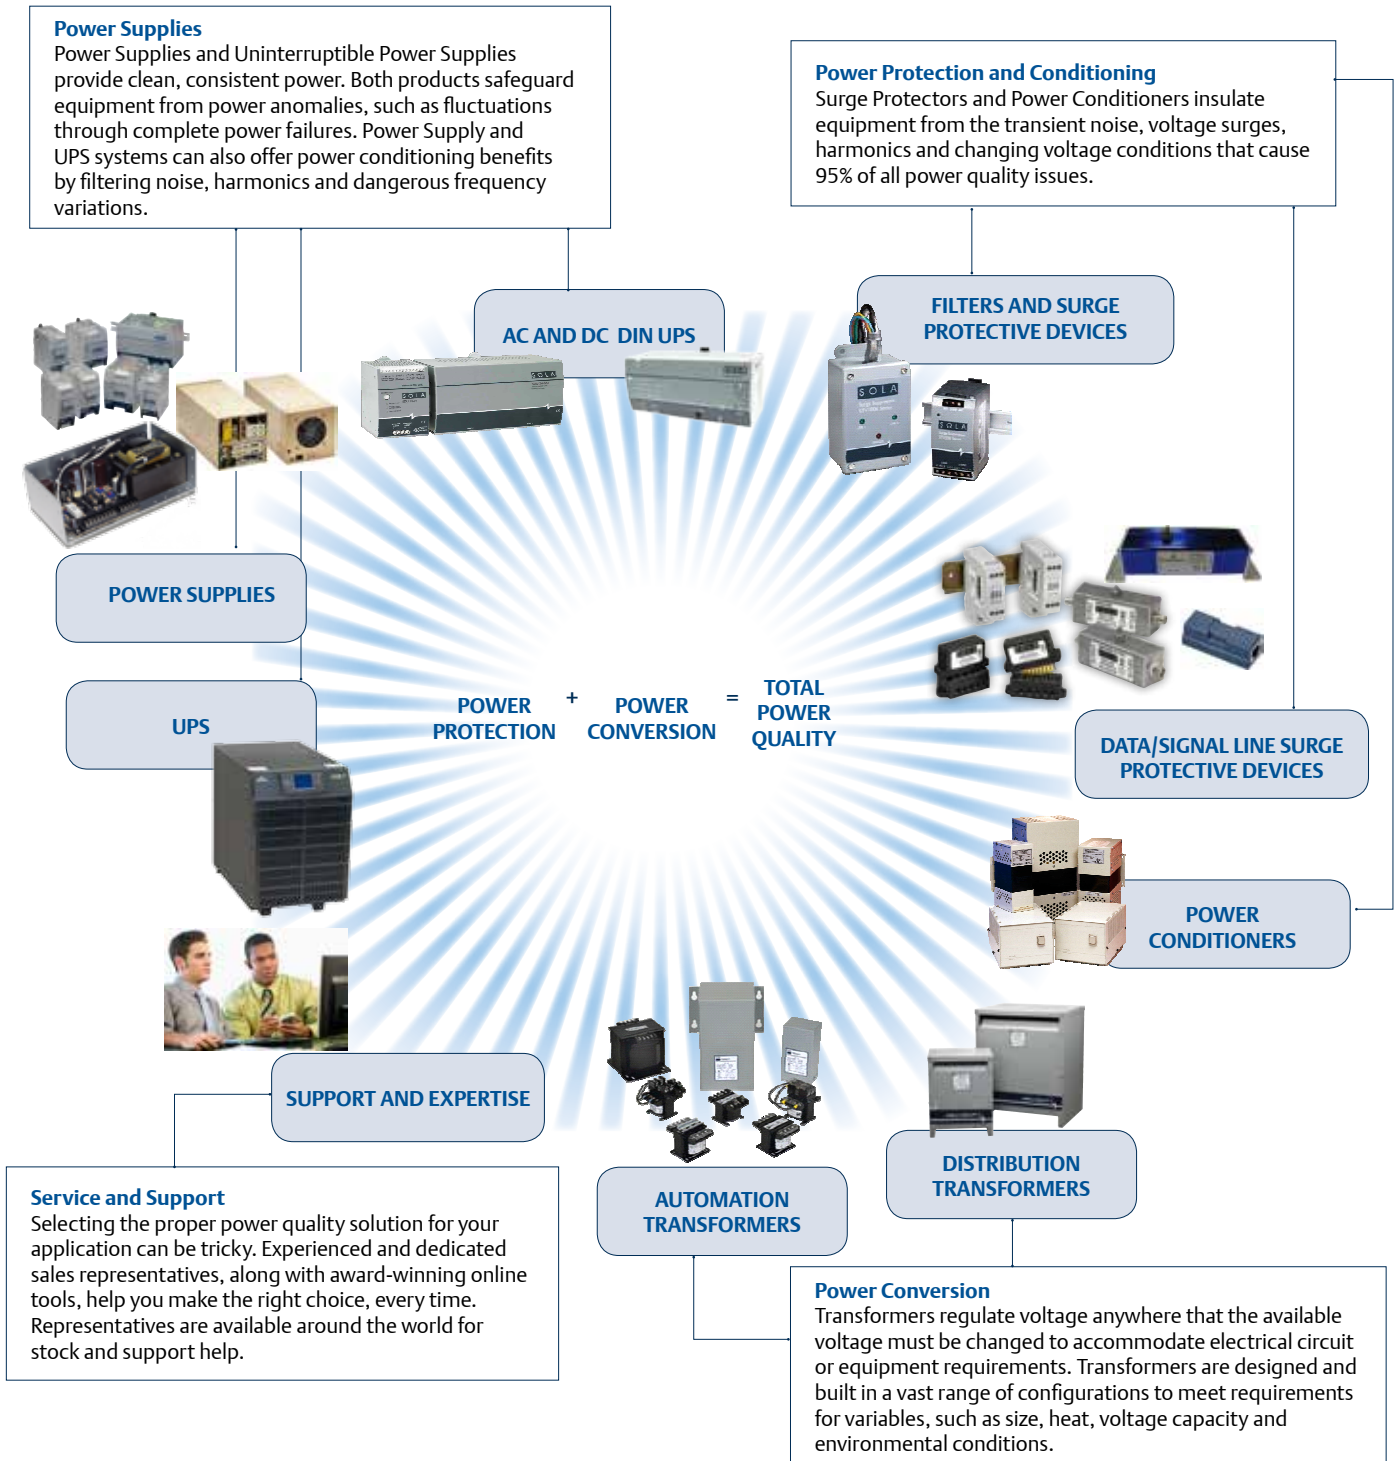 Power Supplies
Power Supplies and Uninterruptible Power Supplies
provide clean, consistent power. Both products safeguard
equipment from power anomalies, such as fluctuations
through complete power failures. Power Supply and
UPS systems can also offer power conditioning benefits
by filtering noise, harmonics and dangerous frequency
variations.
Power Protection and Conditioning
Surge Protectors and Power Conditioners insulate
equipment from the transient noise, voltage surges,
harmonics and changing voltage conditions that cause
95% of all power quality issues.
AC AND DC DIN UPS
FILTERS AND SURGE
PROTECTIVE DEVICES
SOLA
SOLA
SOLA
SOLA
POWER SUPPLIES
UPS
POWER
PROTECTION
+
POWER
CONVERSION
=
TOTAL
POWER
QUALITY
DATA/SIGNAL LINE SURGE
PROTECTIVE DEVICES
POWER
CONDITIONERS
SUPPORT AND EXPERTISE
AUTOMATION
TRANSFORMERS
DISTRIBUTION
TRANSFORMERS
Service and Support
Selecting the proper power quality solution for your
application can be tricky. Experienced and dedicated
sales representatives, along with award-winning online
tools, help you make the right choice, every time.
Representatives are available around the world for
stock and support help.
Power Conversion
Transformers regulate voltage anywhere that the available
voltage must be changed to accommodate electrical circuit
or equipment requirements. Transformers are designed and
built in a vast range of configurations to meet requirements
for variables, such as size, heat, voltage capacity and
environmental conditions.